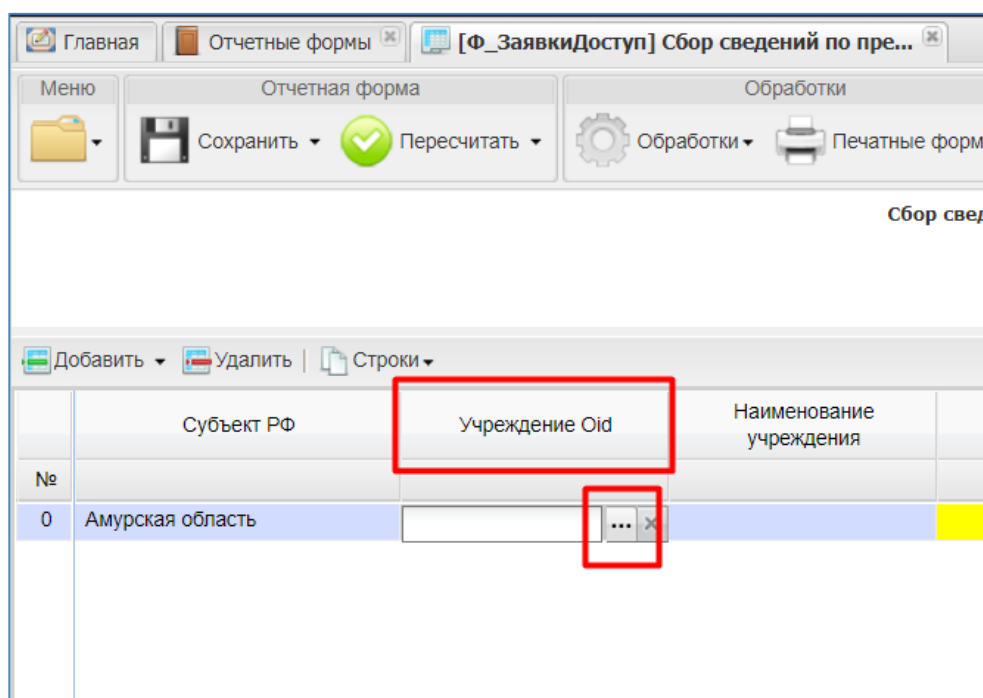 Главная Отчетные формы [Ф_ЗаявкиДоступ] Сбор сведений по пре...
Меню Отчетная форма Обработки
Сохранить Пересчитать Обработки Печатные форм
Сбор свед
Добавить Удалить Строки
Субъект РФ Учреждение Oid Наименование
учреждения
№
0 Амурская область ...